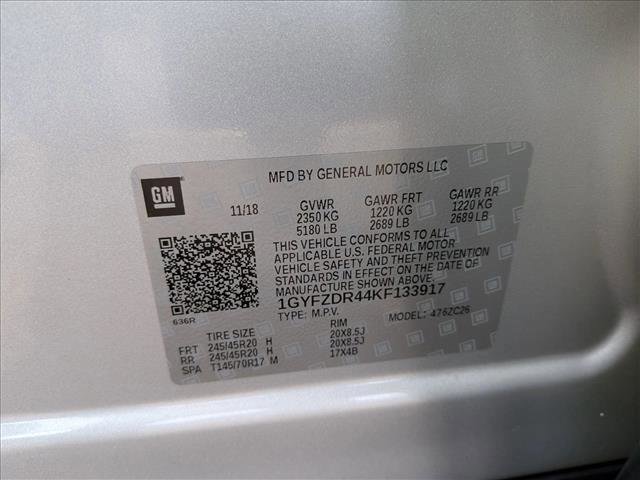 MFD BY GENERAL MOTORS LLC
GM
11/18 GVWR GAWR FRT GAWR RR
2350 KG 1220 KG 1220 KG
5180 LB 2689 LB 2689 LB
THIS VEHICLE CONFORMS TO ALL
APPLICABLE U.S. FEDERAL MOTOR
VEHICLE SAFETY AND THEFT PREVENTION
STANDARDS IN EFFECT ON THE DATE OF
MANUFACTURE SHOWN ABOVE.
1GYFZDR44KF133917
636R TYPE: M.P.V. MODEL: 476ZC26
TIRE SIZE RIM
FRT 245/45R20 H 20X8.5J
RR 245/45R20 H 20X8.5J
SPA T145/70R17 M 17X4B